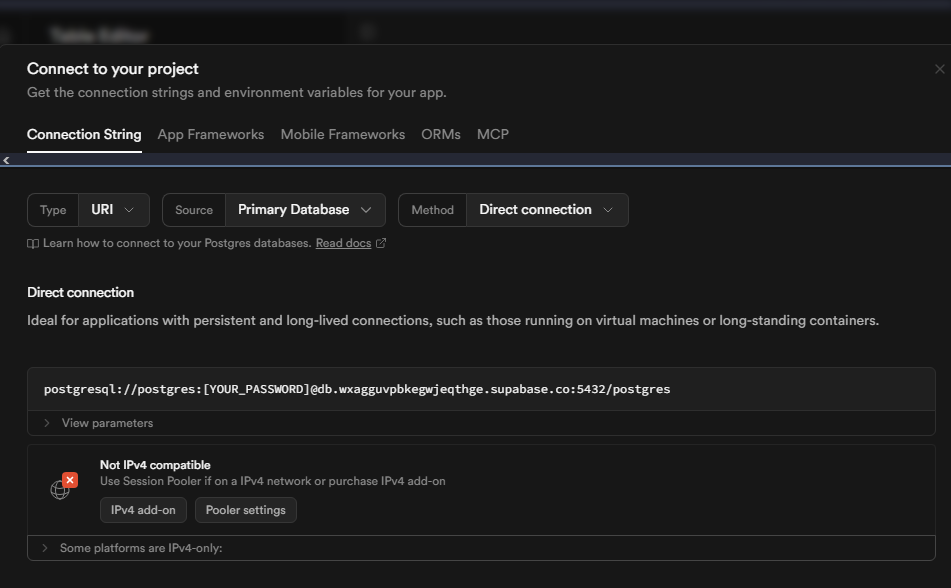 Table Editor
Connect to your project
Get the connection strings and environment variables for your app.
Connection String App Frameworks Mobile Frameworks ORMs MCP
Type URI Source Primary Database Method Direct connection
Learn how to connect to your Postgres databases. Read docs
Direct connection
Ideal for applications with persistent and long-lived connections, such as those running on virtual machines or long-standing containers.
postgresql://postgres:[YOUR_PASSWORD]@db.wxagguvpbkegwjeqthge.supabase.co:5432/postgres
View parameters
Not IPv4 compatible
Use Session Pooler if on a IPv4 network or purchase IPv4 add-on
IPv4 add-on Pooler settings
Some platforms are IPv4-only: